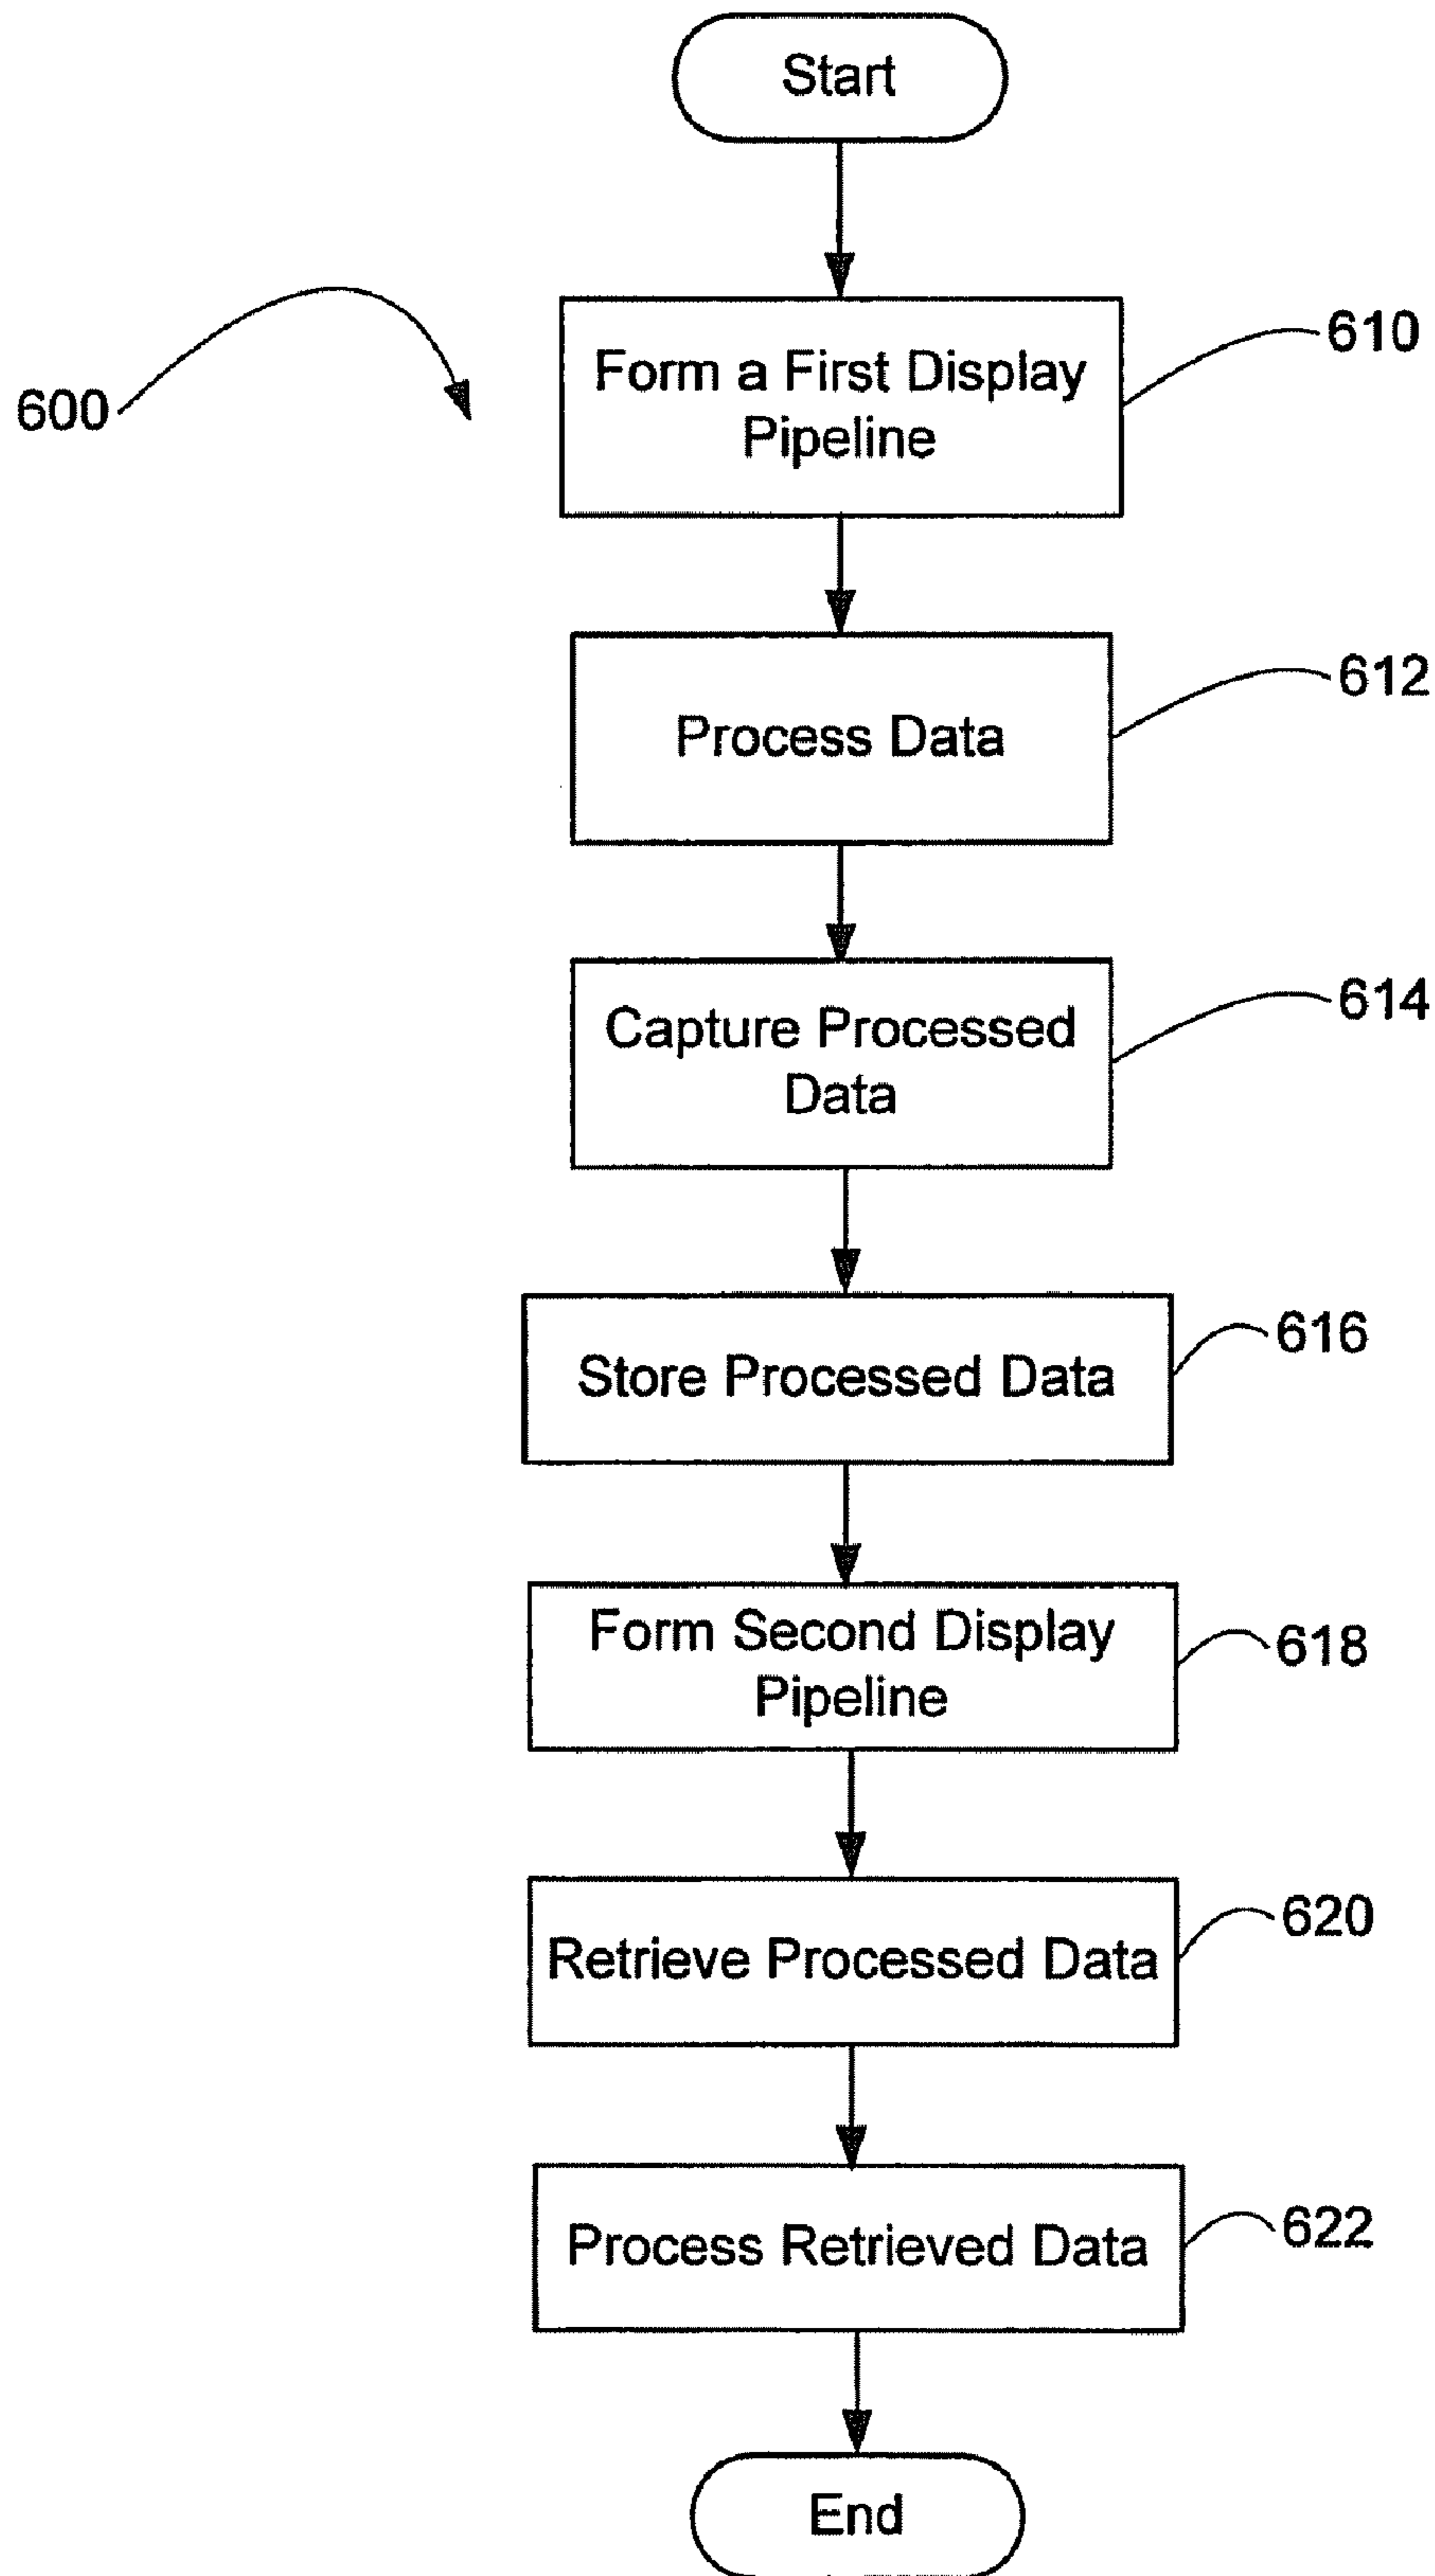 Start
600
Form a First Display
Pipeline
610
Process Data
612
Capture Processed
Data
614
Store Processed Data
616
Form Second Display
Pipeline
618
Retrieve Processed Data
620
Process Retrieved Data
622
End